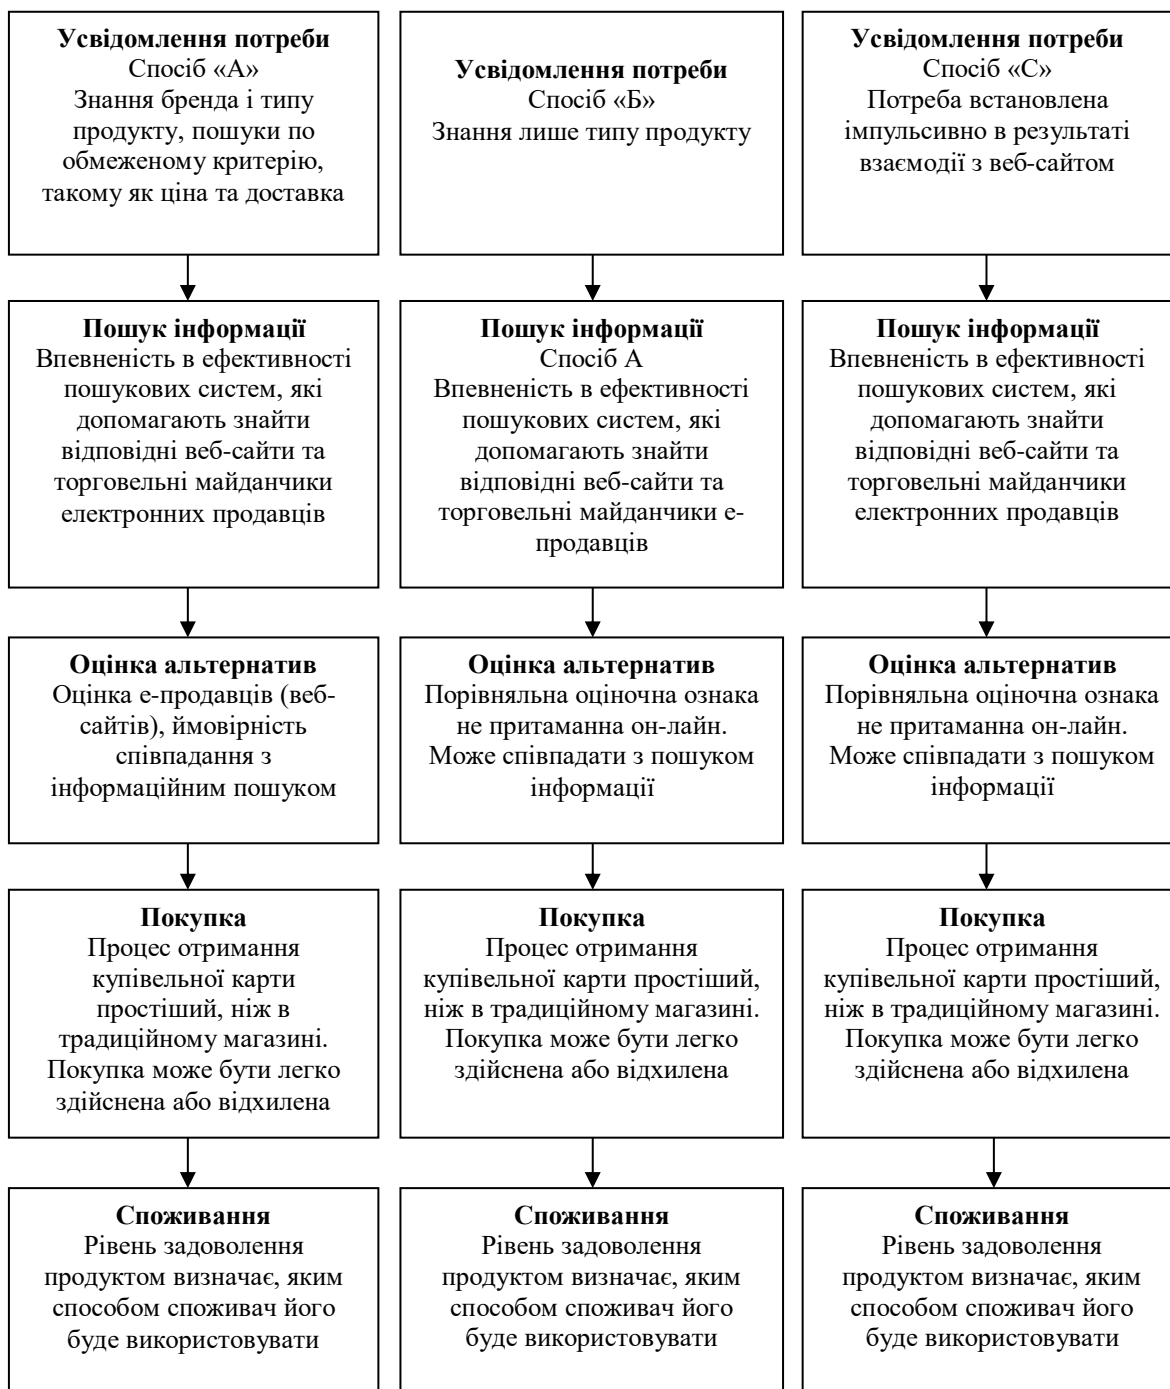 Усвідомлення потреби
Спосіб «А»
Знання бренда і типу
продукту, пошуки по
обмеженому критерію,
такому як ціна та доставка
Усвідомлення потреби
Спосіб «Б»
Знання лише типу продукту
Усвідомлення потреби
Спосіб «С»
Потреба встановлена
імпульсивно в результаті
взаємодії з веб-сайтом
Пошук інформації
Впевненість в ефективності
пошукових систем, які
допомагають знайти
відповідні веб-сайти та
торговельні майданчики
електронних продавців
Пошук інформації
Спосіб А
Впевненість в ефективності
пошукових систем, які
допомагають знайти
відповідні веб-сайти та
торговельні майданчики е-
продавців
Пошук інформації
Впевненість в ефективності
пошукових систем, які
допомагають знайти
відповідні веб-сайти та
торговельні майданчики
електронних продавців
Оцінка альтернатив
Оцінка е-продавців (веб-
сайтів), ймовірність
співпадання з
інформаційним пошуком
Оцінка альтернатив
Порівняльна оціночна ознака
не притаманна он-лайн.
Може співпадати з пошуком
інформації
Оцінка альтернатив
Порівняльна оціночна ознака
не притаманна он-лайн.
Може співпадати з пошуком
інформації
Покупка
Процес отримання
купівельної карти
простіший, ніж в
традиційному магазині.
Покупка може бути легко
здійснена або відхилена
Покупка
Процес отримання
купівельної карти простіший,
ніж в традиційному магазині.
Покупка може бути легко
здійснена або відхилена
Покупка
Процес отримання
купівельної карти простіший,
ніж в традиційному магазині.
Покупка може бути легко
здійснена або відхилена
Споживання
Рівень задоволення
продуктом визначає, яким
способом споживач його
буде використовувати
Споживання
Рівень задоволення
продуктом визначає, яким
способом споживач його
буде використовувати
Споживання
Рівень задоволення
продуктом визначає, яким
способом споживач його
буде використовувати